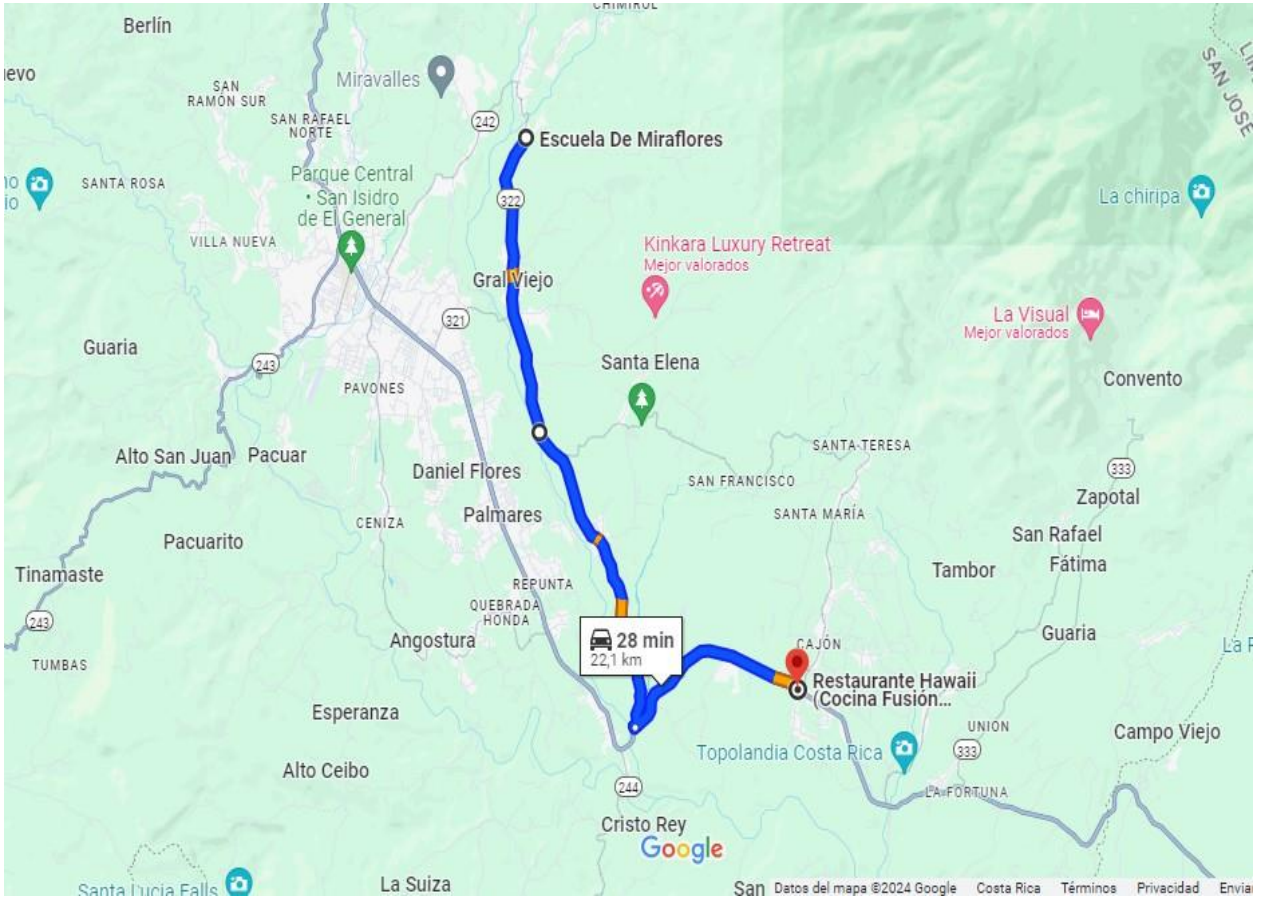 CHIMIROL
Berlín
Miravalles
SAN
RAMÓN SUR
SAN RAFAEL
NORTE
242
Escuela De Miraflores
SAN JOSÉ
Parque Central
• San Isidro
de El General
SANTA ROSA
322
La chiripa
VILLA NUEVA
Kinkara Luxury Retreat
Mejor valorados
Gral Viejo
321
La Visual
Mejor valorados
Guaria
243
Santa Elena
PAVONES
Convento
SANTA TERESA
Alto San Juan
Pacuar
Daniel Flores
333
SAN FRANCISCO
Zapotal
Palmares
SANTA MARÍA
CENIZA
San Rafael
Pacuarito
Fátima
Tinamaste
Tambor
REPUNTA
QUEBRADA
HONDA
243
Angostura
28 min
22,1 km
CAJÓN
Guaria
TUMBAS
Restaurante Hawaii
(Cocina Fusión...
Esperanza
UNION
Campo Viejo
Topolandia Costa Rica
333
Alto Ceibo
244
LA FORTUNA
Cristo Rey
Google
Santa Lucia Falls
La Suiza
San
Datos del mapa ©2024 Google Costa Rica Términos Privacidad